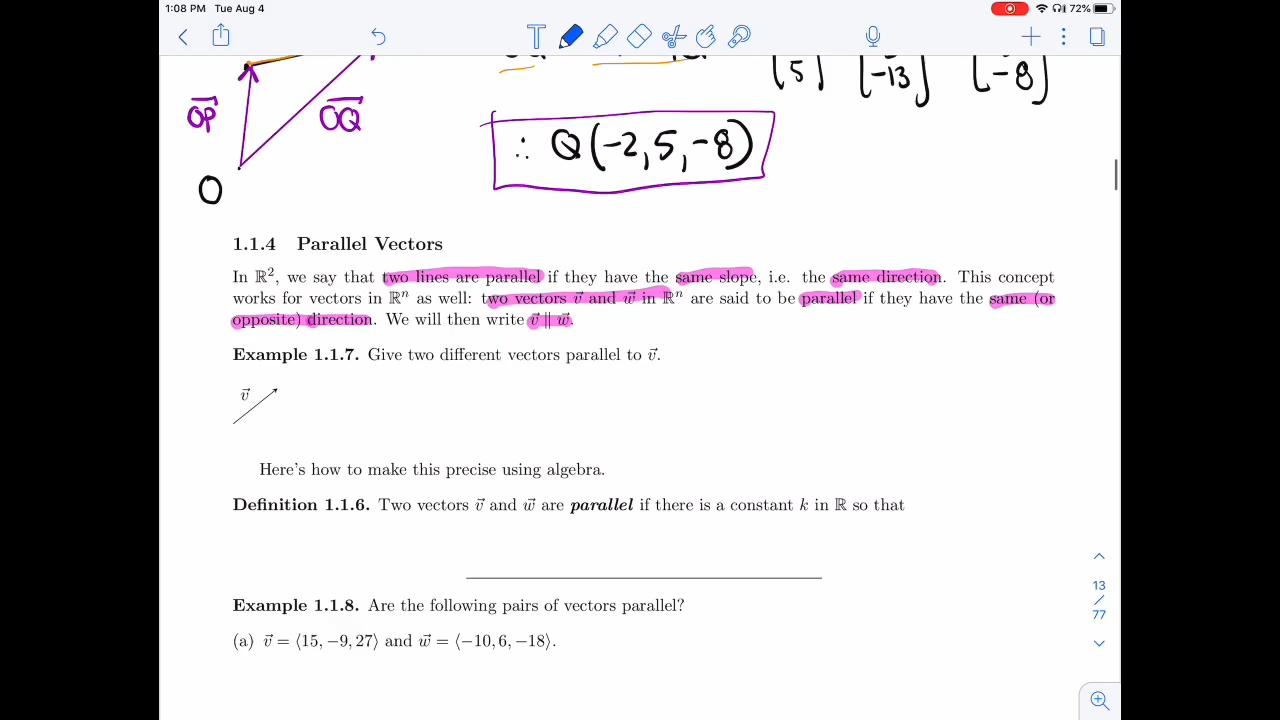 1:08 PM Tue Aug 4
72%
T
5
-13
-8
OP
OQ
∴ Q(-2,5,-8)
O
1.1.4 Parallel Vectors
In ℝ², we say that two lines are parallel if they have the same slope, i.e. the same direction. This concept
works for vectors in ℝⁿ as well: two vectors v⃗ and w⃗ in ℝⁿ are said to be parallel if they have the same (or
opposite) direction. We will then write v⃗ ∥ w⃗.
Example 1.1.7. Give two different vectors parallel to v⃗.
v⃗
Here's how to make this precise using algebra.
Definition 1.1.6. Two vectors v⃗ and w⃗ are parallel if there is a constant k in ℝ so that
13
/
77
Example 1.1.8. Are the following pairs of vectors parallel?
(a) v⃗ = ⟨15, −9, 27⟩ and w⃗ = ⟨−10, 6, −18⟩.